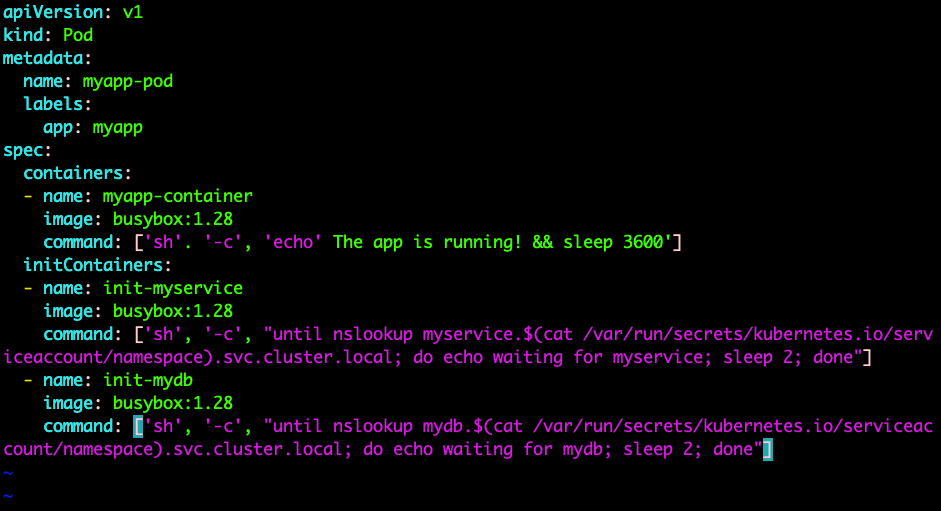 apiVersion: v1
kind: Pod
metadata:
  name: myapp-pod
  labels:
    app: myapp
spec:
  containers:
  - name: myapp-container
    image: busybox:1.28
    command: ['sh'. '-c', 'echo' The app is running! && sleep 3600']
  initContainers:
  - name: init-myservice
    image: busybox:1.28
    command: ['sh', '-c', "until nslookup myservice.$(cat /var/run/secrets/kubernetes.io/serv
iceaccount/namespace).svc.cluster.local; do echo waiting for myservice; sleep 2; done"]
  - name: init-mydb
    image: busybox:1.28
    command: ['sh', '-c', "until nslookup mydb.$(cat /var/run/secrets/kubernetes.io/serviceac
count/namespace).svc.cluster.local; do echo waiting for mydb; sleep 2; done"]
~
~